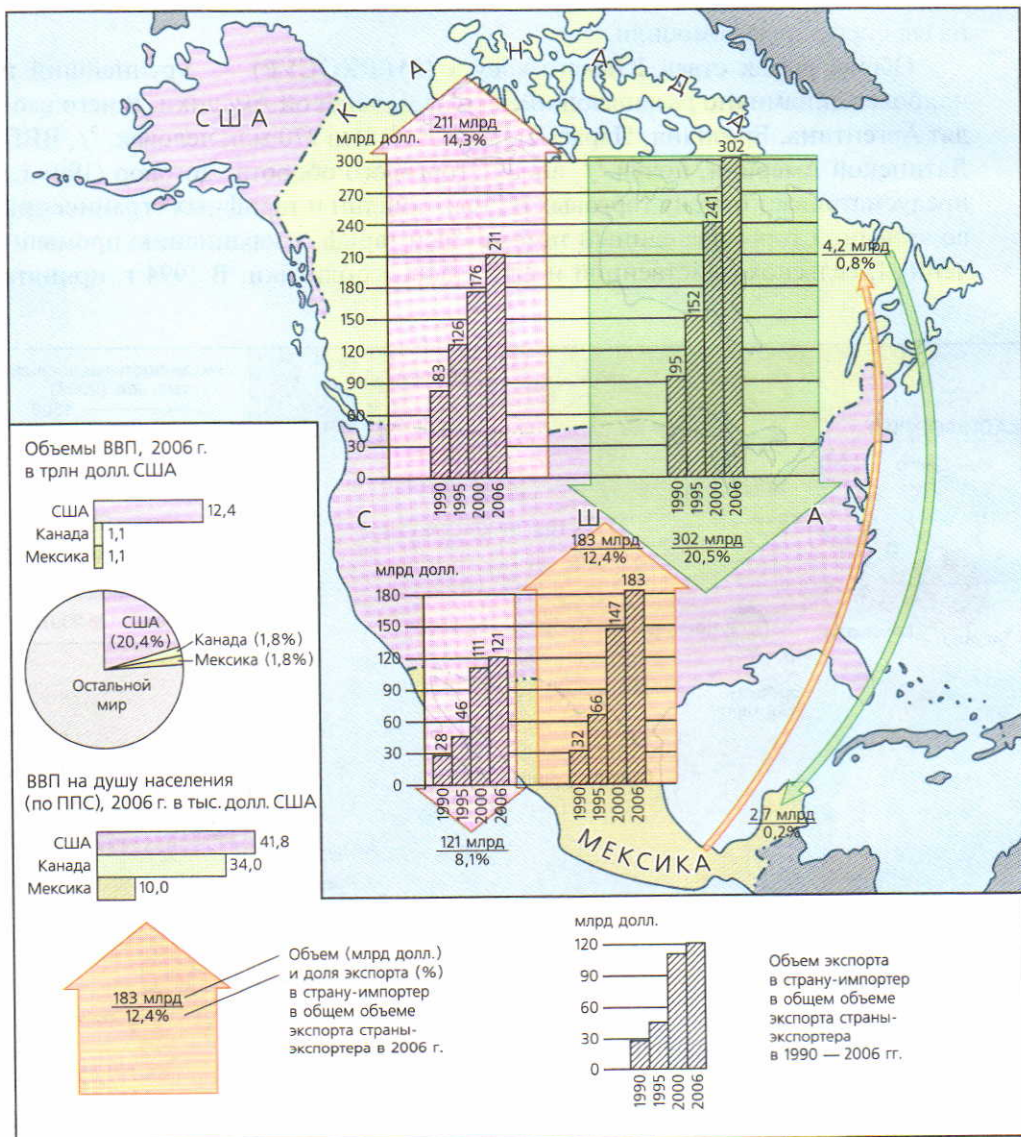 США
КАНАДА
211 млрд
14,3%
млрд долл.
300
270
240
210
180
150
120
90
60
30
0
83
126
176
211
1990
1995
2000
2006
95
152
241
302
1990
1995
2000
2006
4,2 млрд
0,8%
США
183 млрд
12,4%
302 млрд
20,5%
Объемы ВВП, 2006 г.
в трлн долл. США
США 12,4
Канада 1,1
Мексика 1,1
США
(20,4%)
Канада (1,8%)
Мексика (1,8%)
Остальной
мир
ВВП на душу населения
(по ППС), 2006 г. в тыс. долл. США
США 41,8
Канада 34,0
Мексика 10,0
млрд долл.
180
150
120
90
60
30
0
28
46
111
121
1990
1995
2000
2006
32
66
147
183
1990
1995
2000
2006
121 млрд
8,1%
МЕКСИКА
2,7 млрд
0,2%
183 млрд
12,4%
Объем (млрд долл.)
и доля экспорта (%)
в страну-импортер
в общем объеме
экспорта страны-
экспортера в 2006 г.
млрд долл.
120
90
60
30
0
1990
1995
2000
2006
Объем экспорта
в страну-импортер
в общем объеме
экспорта страны-
экспортера
в 1990 — 2006 гг.